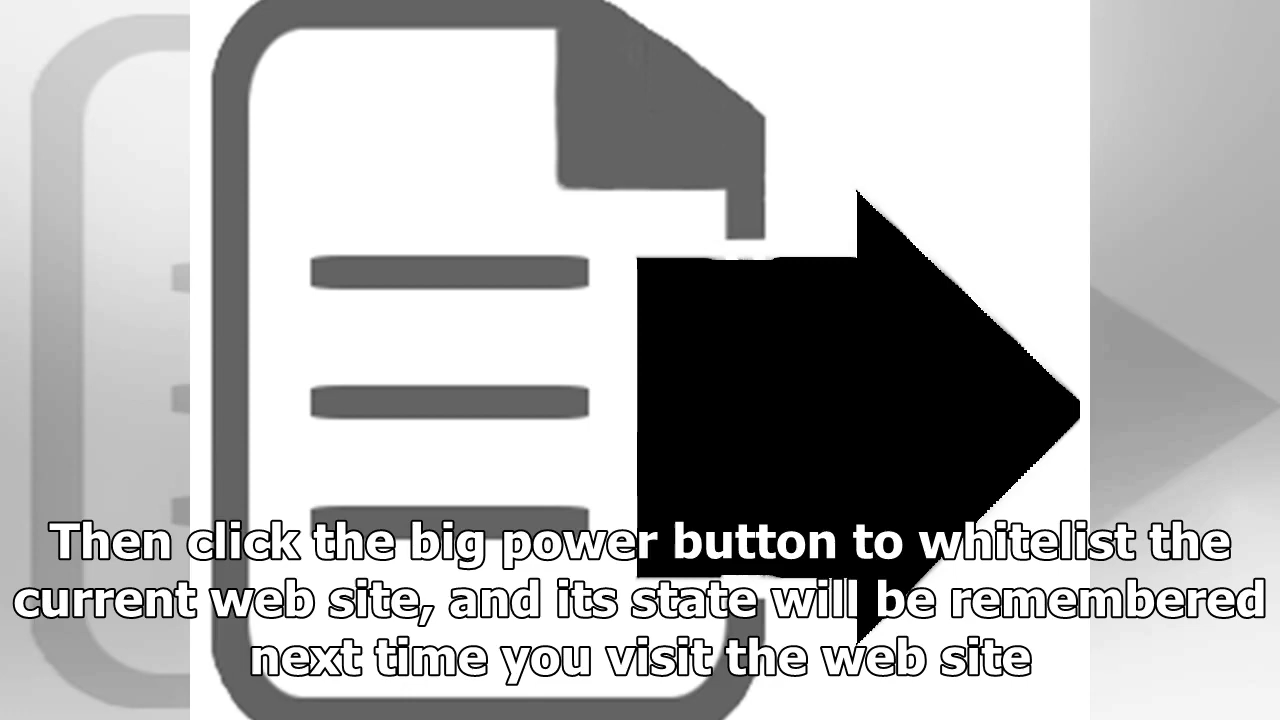 Then click the big power button to whitelist the
current web site, and its state will be remembered
next time you visit the web site